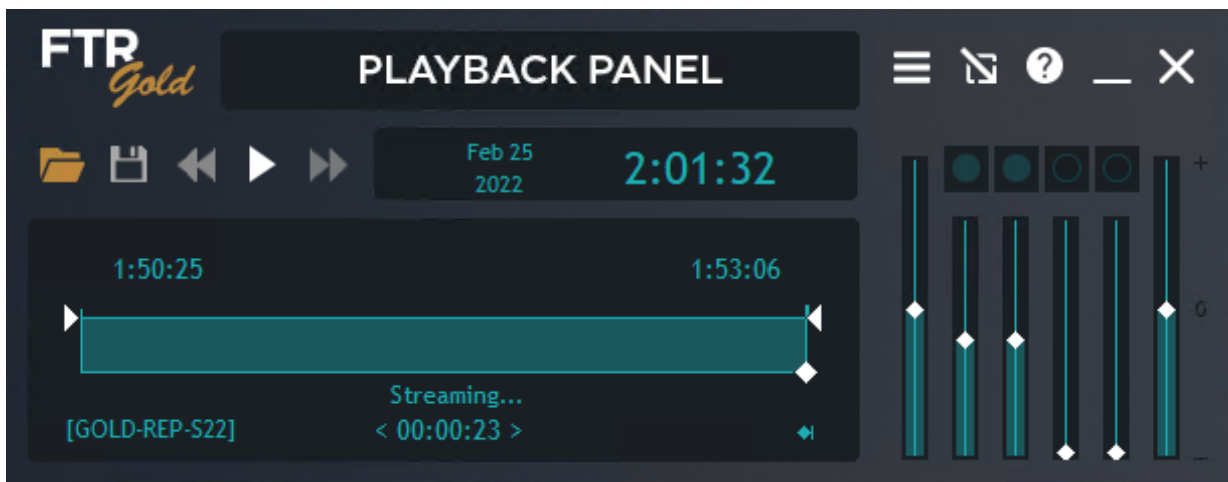 FTR
Gold
PLAYBACK PANEL
?
Feb 25
2022
2:01:32
+
0
1:50:25
1:53:06
Streaming...
[GOLD-REP-S22]
< 00:00:23 >